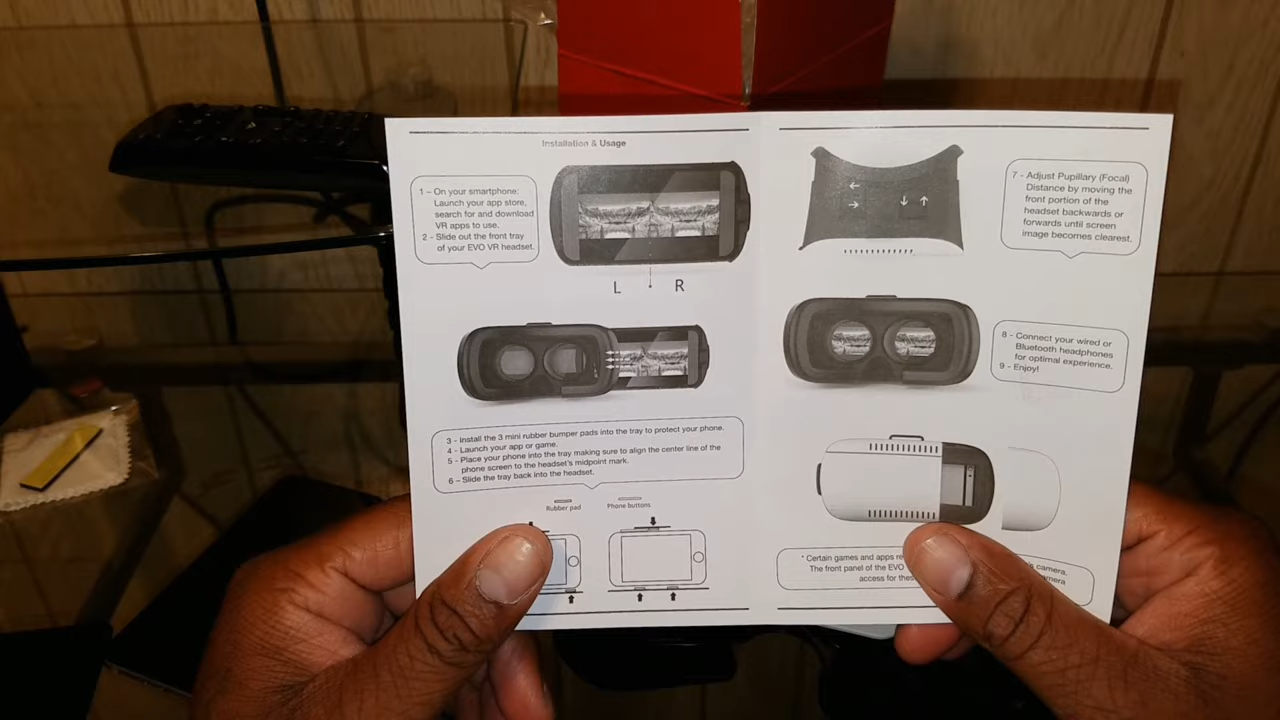 Installation & Usage
1 - On your smartphone:
Launch your app store,
search for and download
VR apps to use.
2 - Slide out the front tray
of your EVO VR headset.
L R
3 - Install the 3 mini rubber bumper pads into the tray to protect your phone.
4 - Launch your app or game.
5 - Place your phone into the tray making sure to align the center line of the
phone screen to the headset's midpoint mark.
6 - Slide the tray back into the headset.
Rubber pad
Phone buttons
7 - Adjust Pupillary (Focal)
Distance by moving the
front portion of the
headset backwards or
forwards until screen
image becomes clearest.
8 - Connect your wired or
Bluetooth headphones
for optimal experience.
9 - Enjoy!
* Certain games and apps camera.
The front panel of the EVO
access for